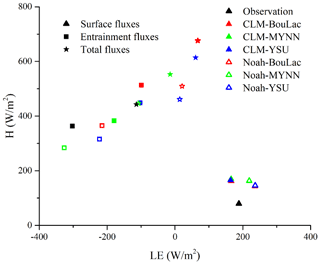 Surface fluxes
Entrainment fluxes
Total fluxes
Observation
CLM-BouLac
CLM-MYNN
CLM-YSU
Noah-BouLac
Noah-MYNN
Noah-YSU
H (W/m²)
800
600
400
200
0
-400 -200 0 200 400
LE (W/m²)